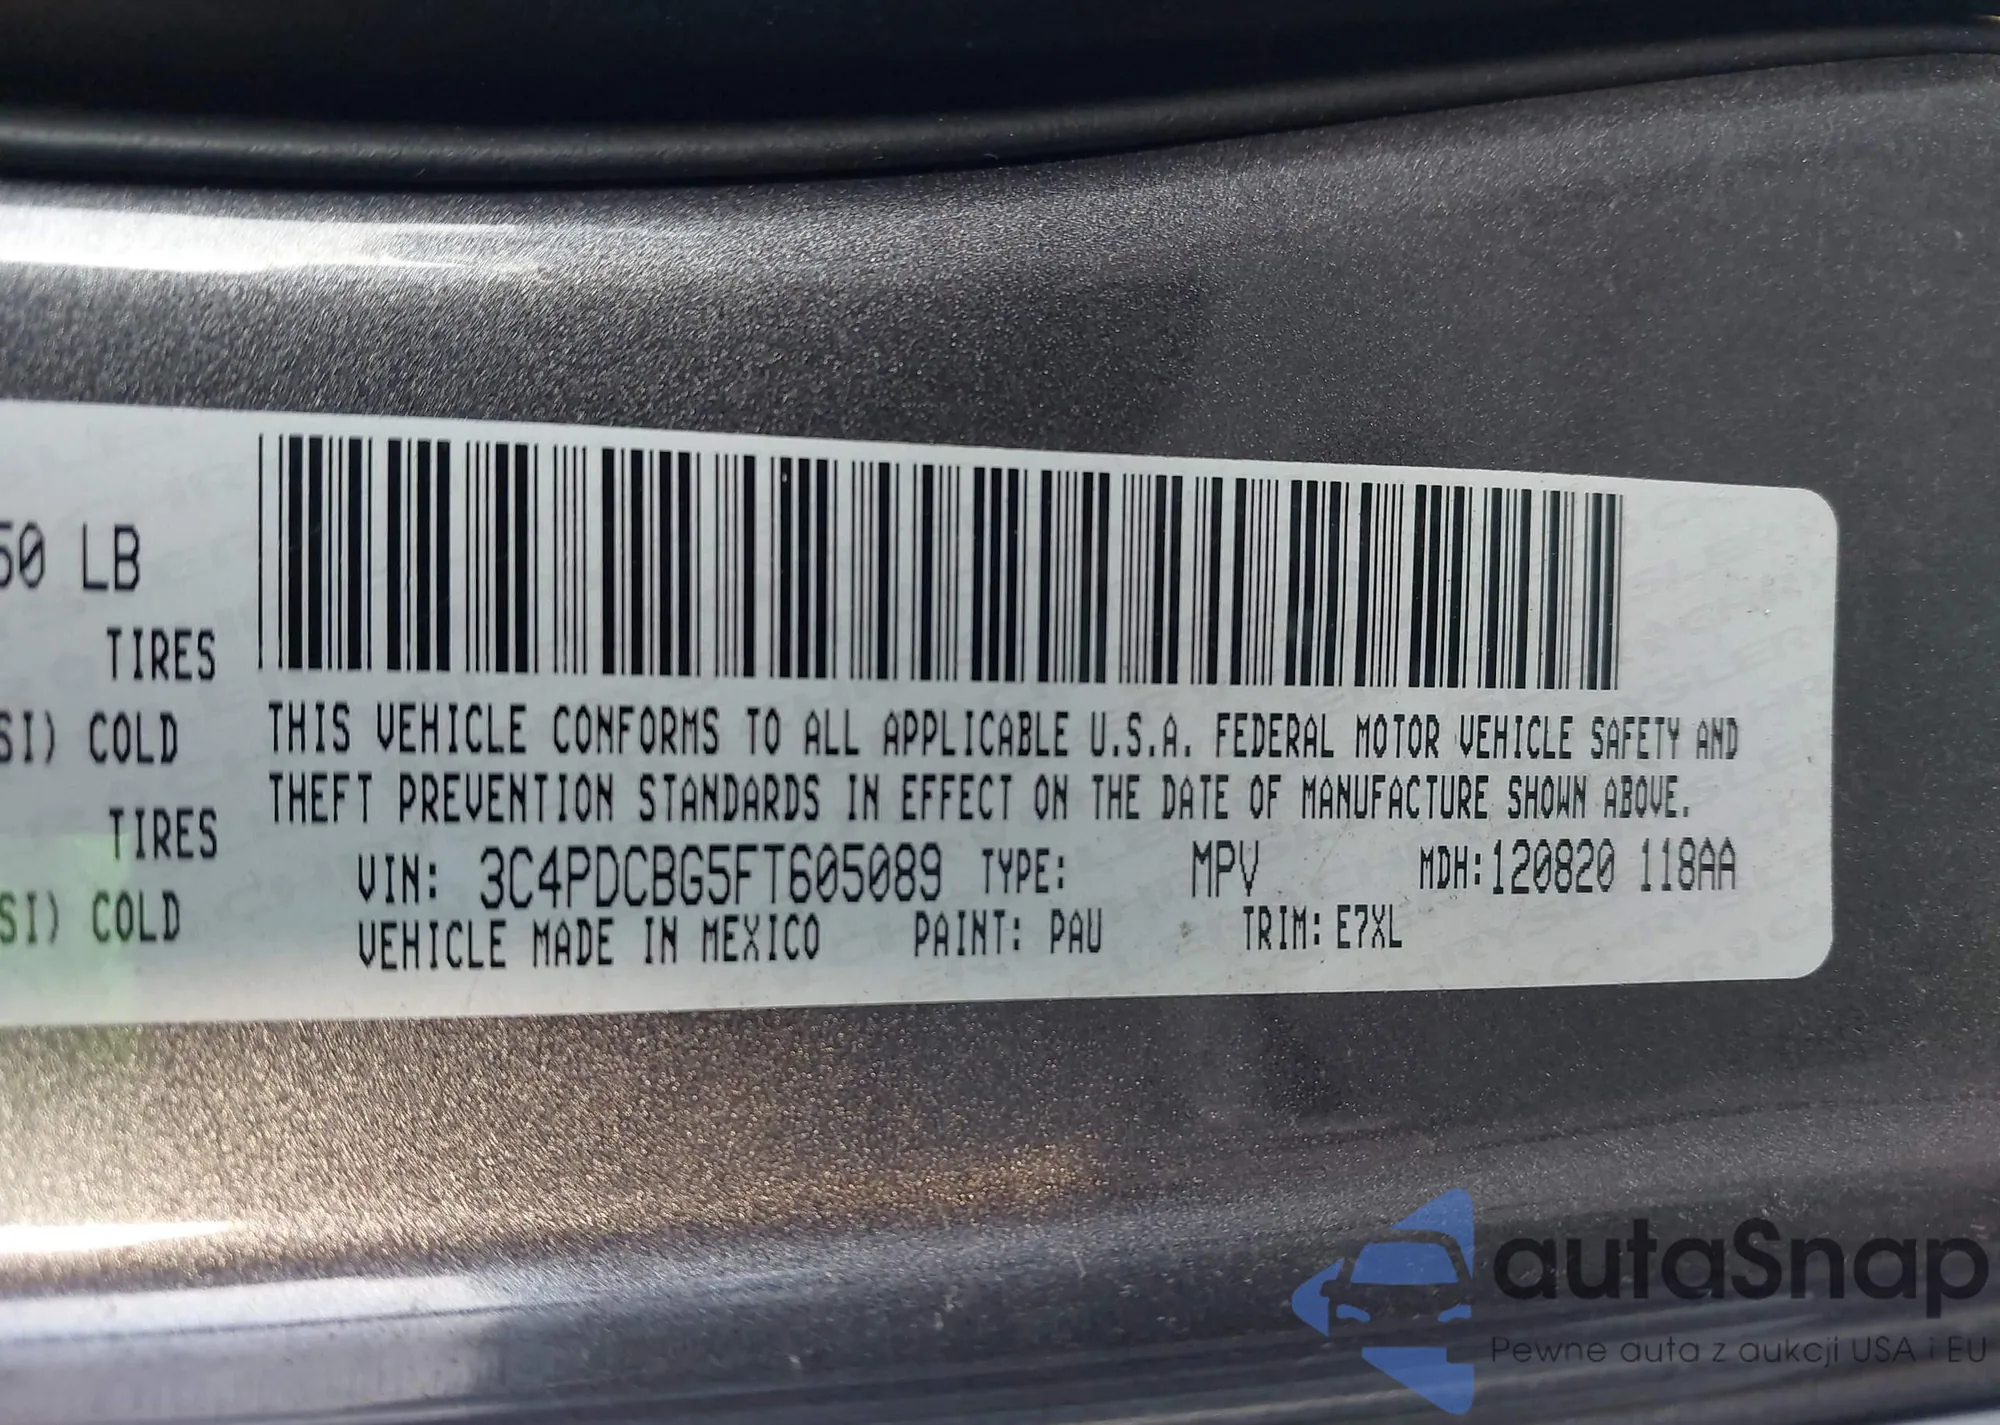 50 LB
TIRES
SI) COLD
TIRES
SI) COLD
THIS VEHICLE CONFORMS TO ALL APPLICABLE U.S.A. FEDERAL MOTOR VEHICLE SAFETY AND
THEFT PREVENTION STANDARDS IN EFFECT ON THE DATE OF MANUFACTURE SHOWN ABOVE.
VIN: 3C4PDCBG5FT605089 TYPE: MPV MDH:120820 118AA
VEHICLE MADE IN MEXICO PAINT: PAU TRIM: E7XL
autaSnap
Pewne auta z aukcji USA i EU